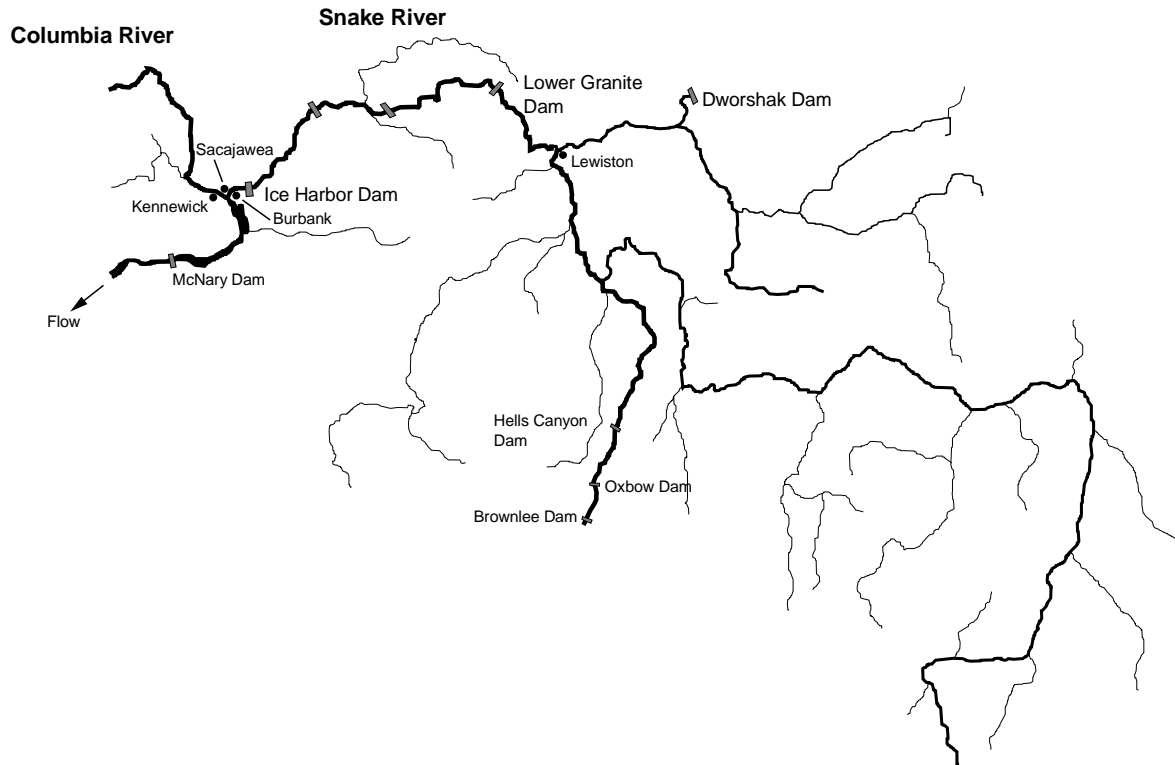 Snake River
Columbia River
Lower Granite
Dam
Dworshak Dam
Sacajawea
Lewiston
Ice Harbor Dam
Kennewick
Burbank
McNary Dam
Flow
Hells Canyon
Dam
Oxbow Dam
Brownlee Dam